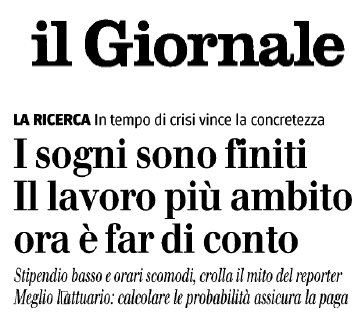 il Giornale
LA RICERCA In tempo di crisi vince la concretezza
I sogni sono finiti
Il lavoro più ambito
ora è far di conto
Stipendio basso e orari scomodi, crolla il mito del reporter
Meglio l'attuario: calcolare le probabilità assicura la paga